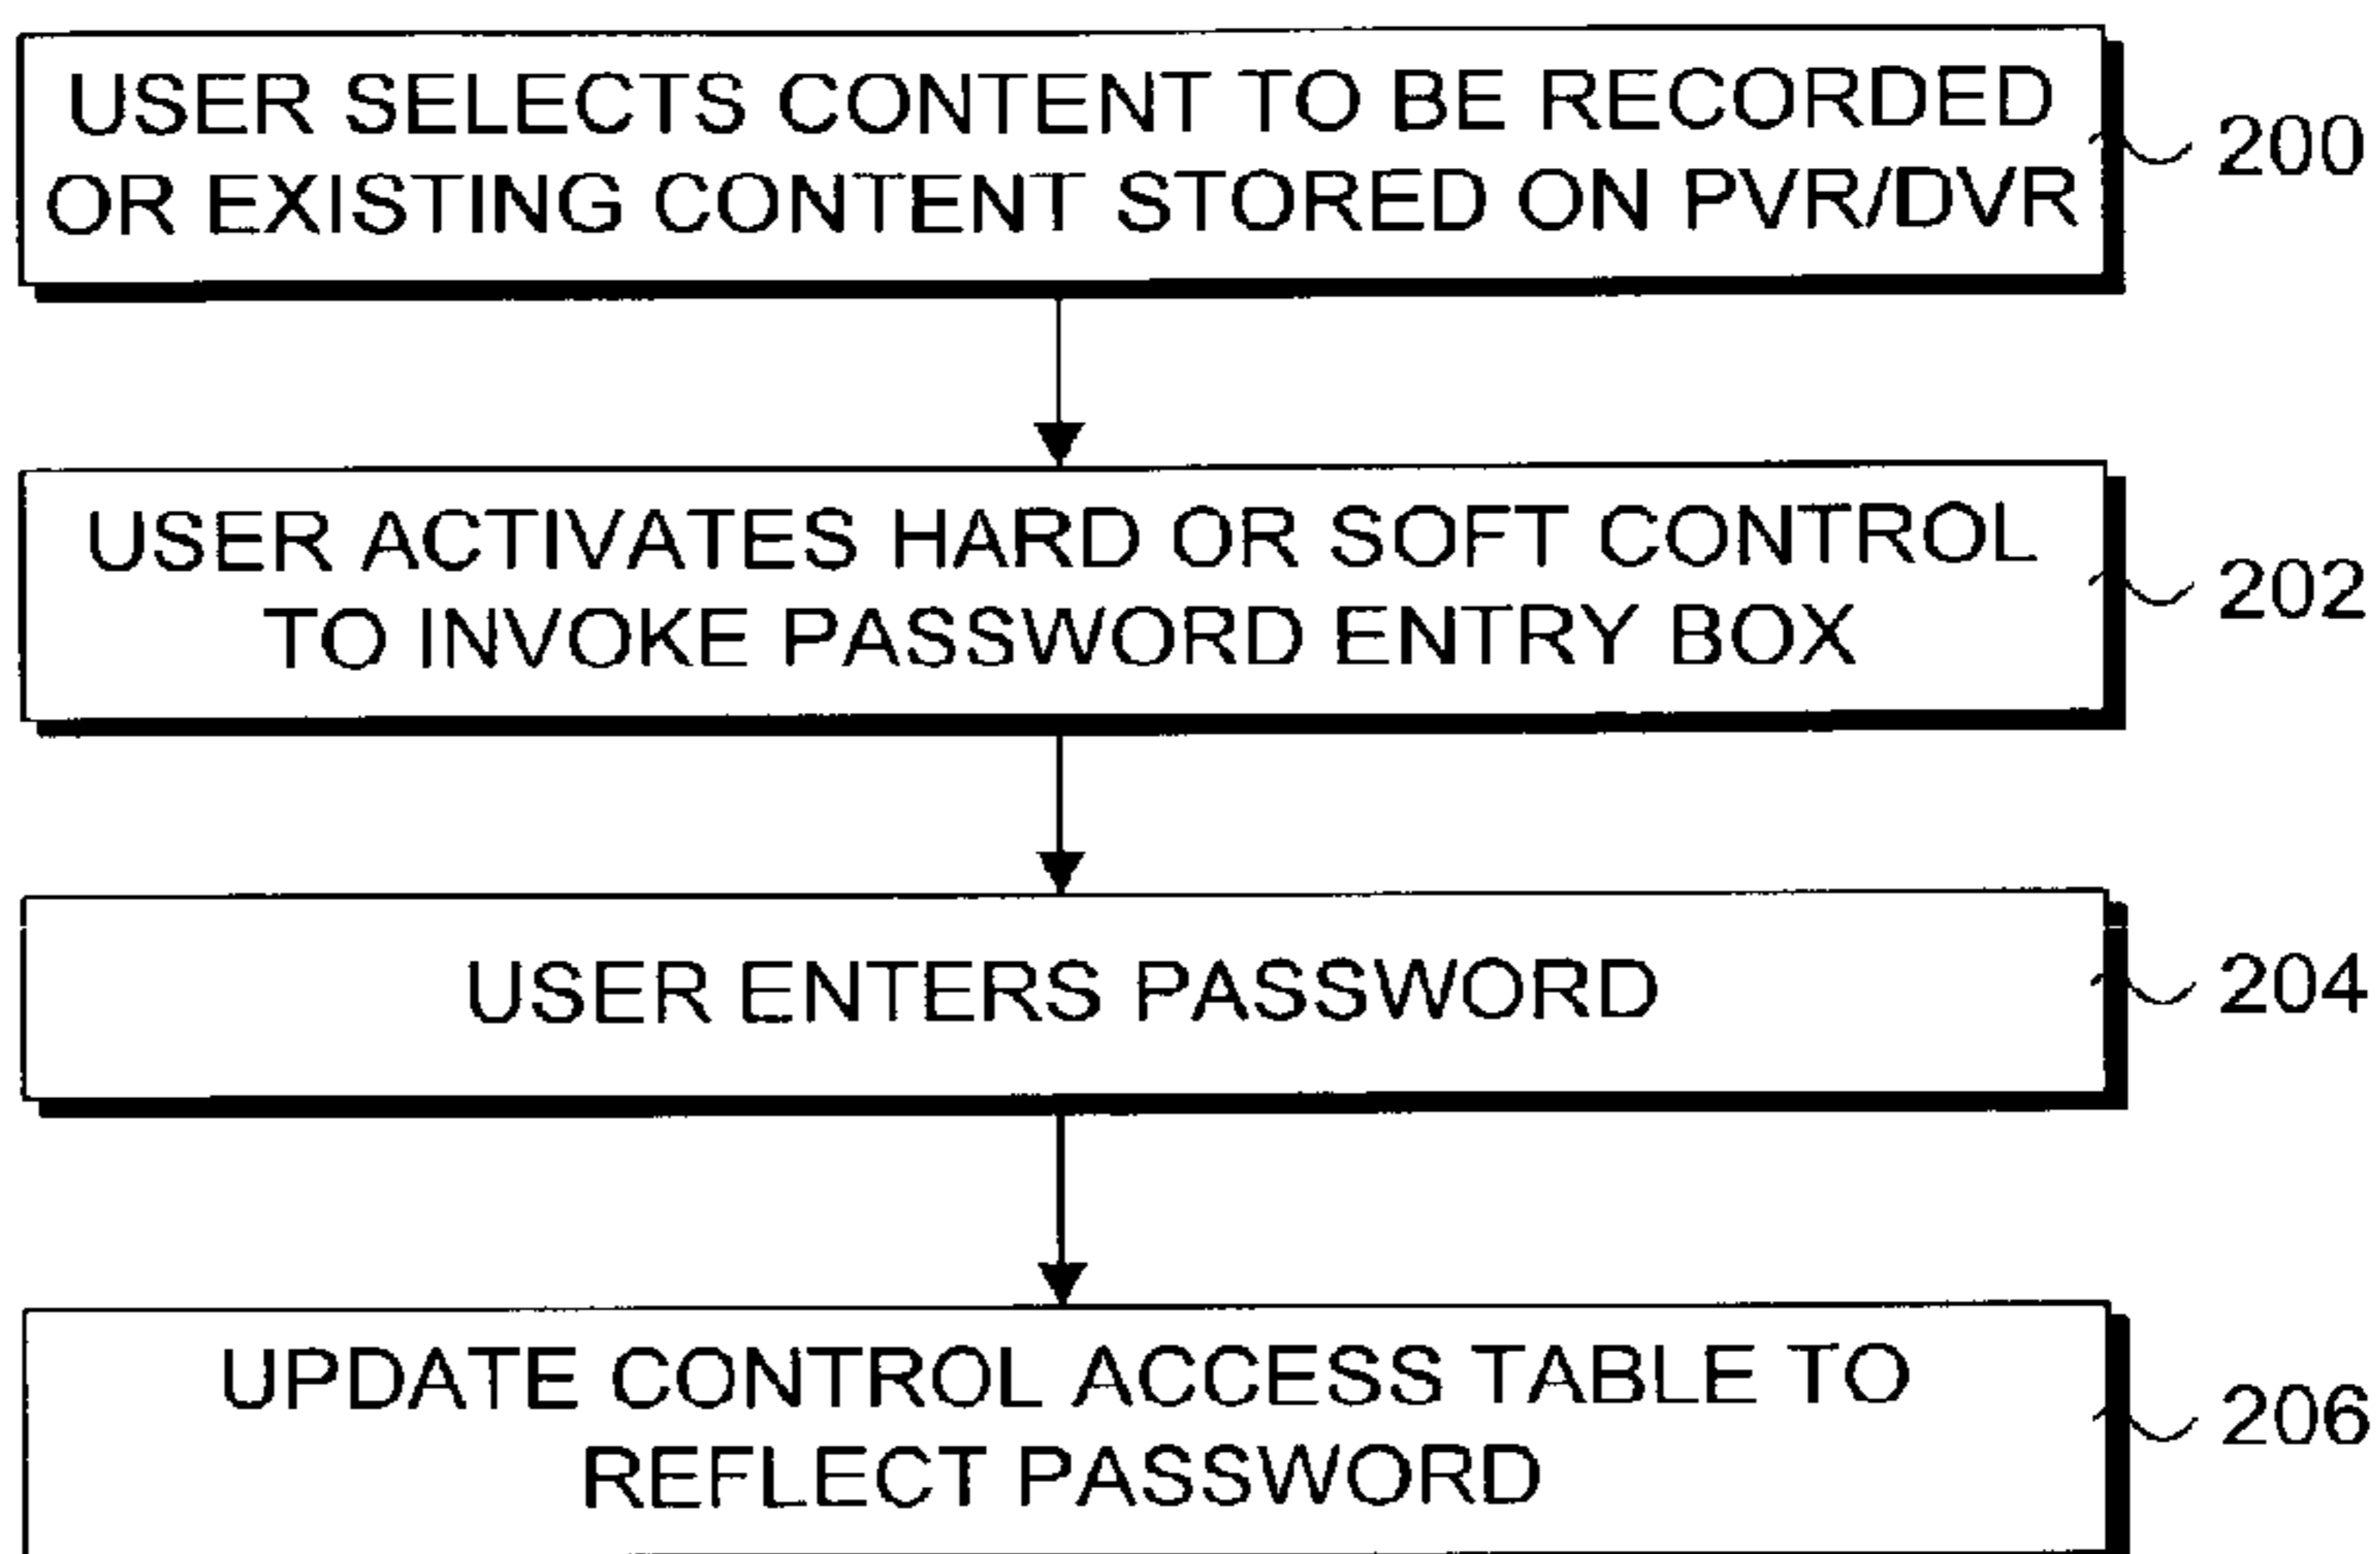 USER SELECTS CONTENT TO BE RECORDED
OR EXISTING CONTENT STORED ON PVR/DVR
200
USER ACTIVATES HARD OR SOFT CONTROL
TO INVOKE PASSWORD ENTRY BOX
202
USER ENTERS PASSWORD
204
UPDATE CONTROL ACCESS TABLE TO
REFLECT PASSWORD
206